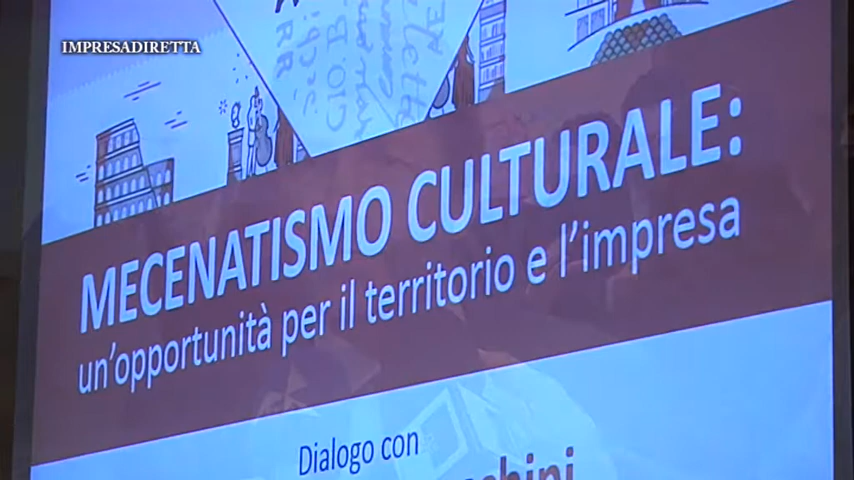 IMPRESADIRETTA
MECENATISMO CULTURALE:
un'opportunità per il territorio e l'impresa
Dialogo con